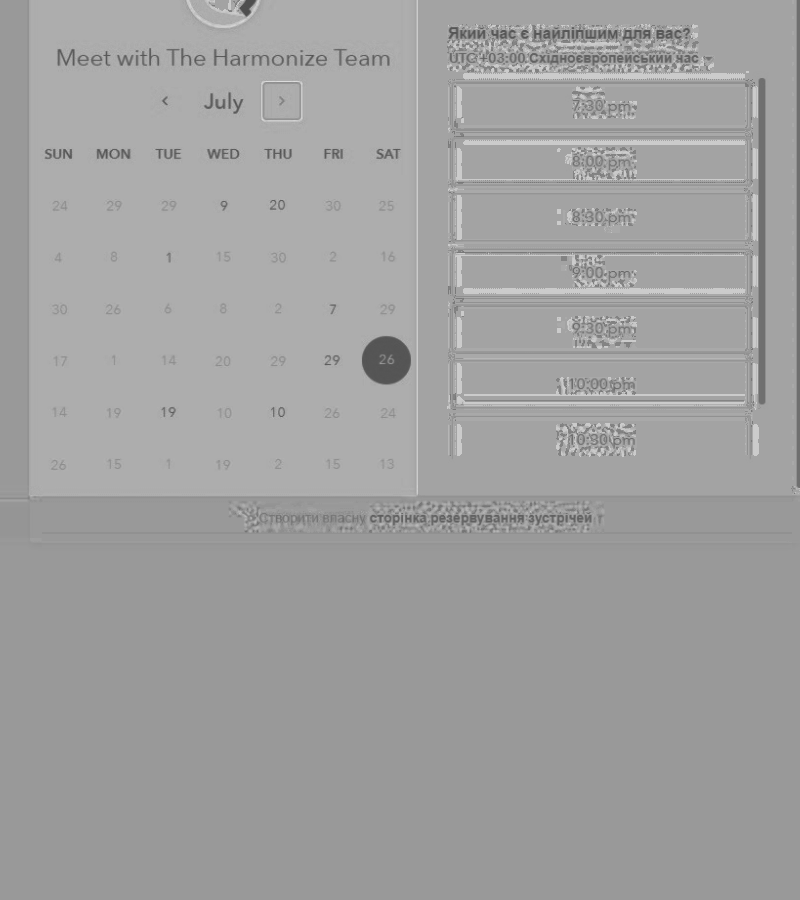 Meet with The Harmonize Team
July
SUN MON TUE WED THU FRI SAT
24 29 29 9 20 30 25
4 8 1 15 30 2 16
30 26 6 8 2 7 29
17 1 14 20 29 29 26
14 19 19 10 10 26 24
26 15 1 19 2 15 13
Який час є найліпшим для вас?
UTC+03:00 Східноєвропейський час
7:30 pm
8:00 pm
8:30 pm
9:00 pm
9:30 pm
10:00 pm
10:30 pm
Створити власну сторінка резервування зустрічей